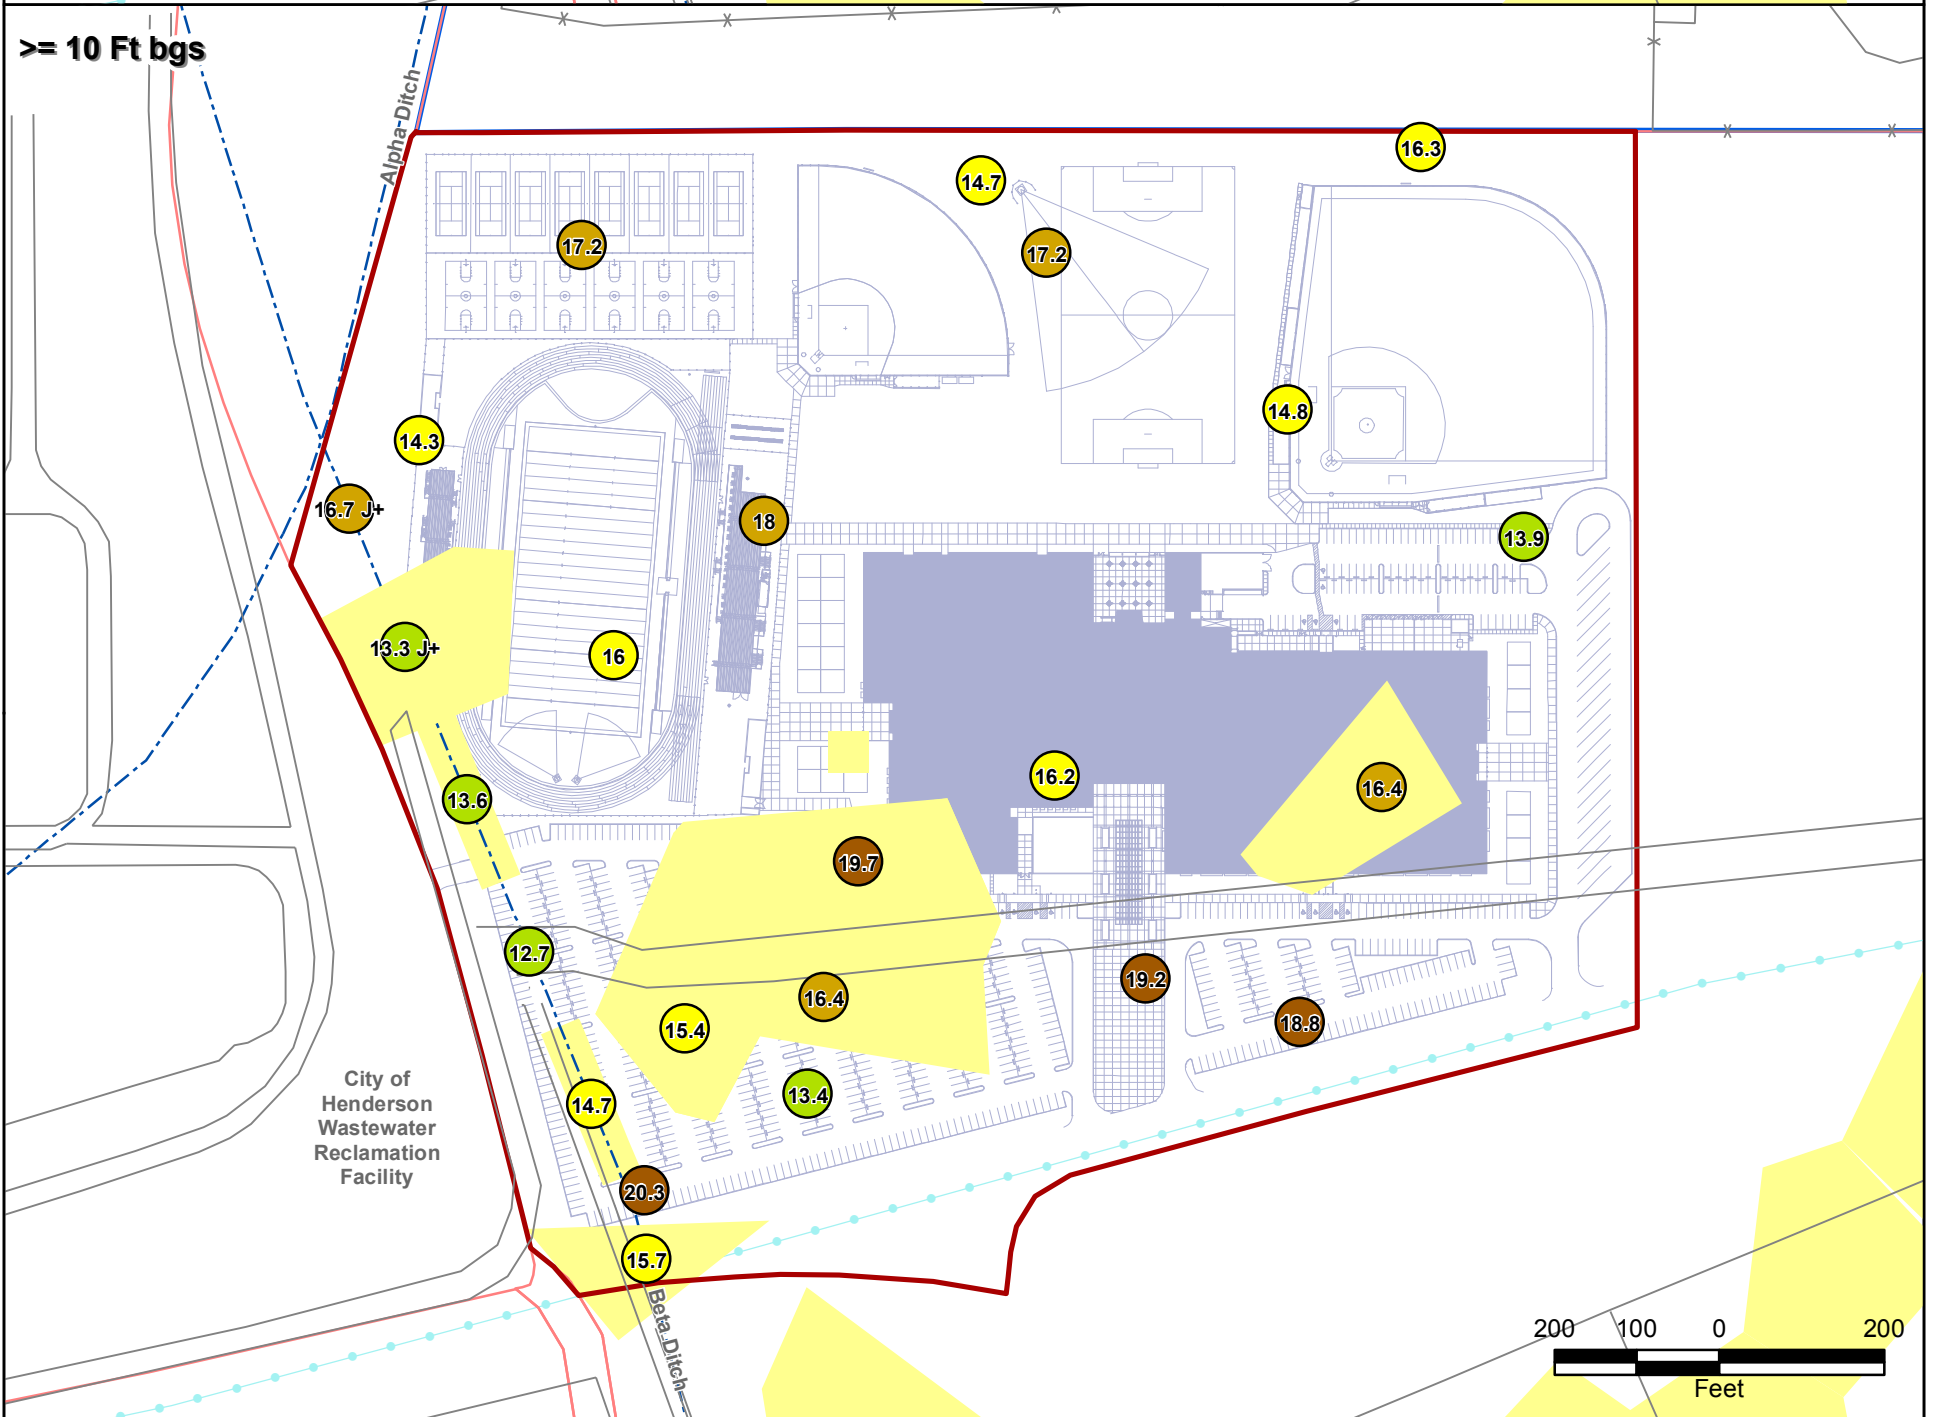 >= 10 Ft bgs
Alpha Ditch
16.3
14.7
17.2
17.2
14.8
14.3
16.7 J+
18
13.9
13.3 J+
16
16.2
16.4
13.6
19.7
12.7
19.2
16.4
18.8
15.4
City of
Henderson
Wastewater
Reclamation
Facility
13.4
14.7
20.3
15.7
Beta Ditch
200 100 0 200
Feet